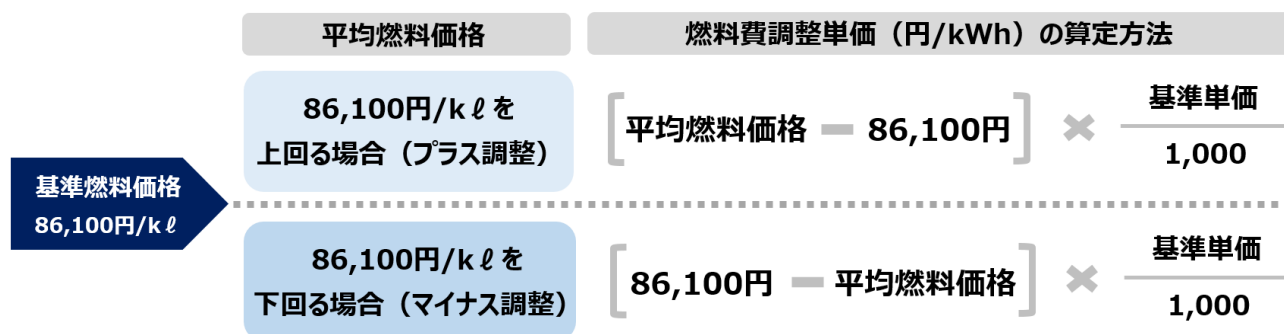 平均燃料価格
燃料費調整単価（円/kWh）の算定方法
基準燃料価格
86,100円/kℓ
86,100円/kℓを
上回る場合（プラス調整）
[平均燃料価格 － 86,100円] × 基準単価
1,000
86,100円/kℓを
下回る場合（マイナス調整）
[86,100円 － 平均燃料価格] × 基準単価
1,000